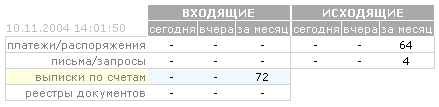 ВХОДЯЩИЕ ИСХОДЯЩИЕ
10.11.2004 14:01:50 сегодня вчера за месяц сегодня вчера за месяц
платежи/распоряжения - - - - - 64
письма/запросы - - - - - 4
выписки по счетам - - 72
реестры документов - - -